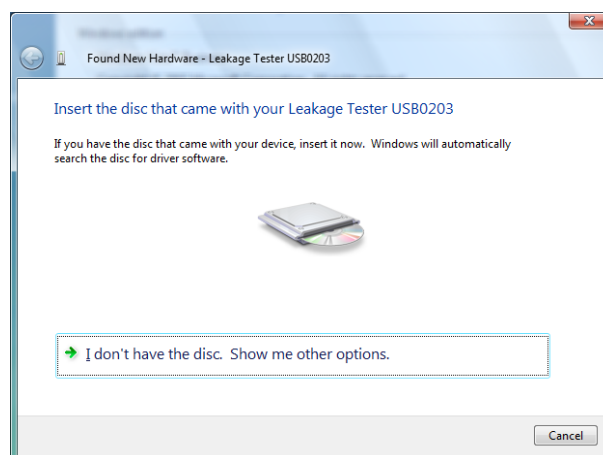 Found New Hardware - Leakage Tester USB0203
Insert the disc that came with your Leakage Tester USB0203
If you have the disc that came with your device, insert it now. Windows will automatically
search the disc for driver software.
I don't have the disc. Show me other options.
Cancel